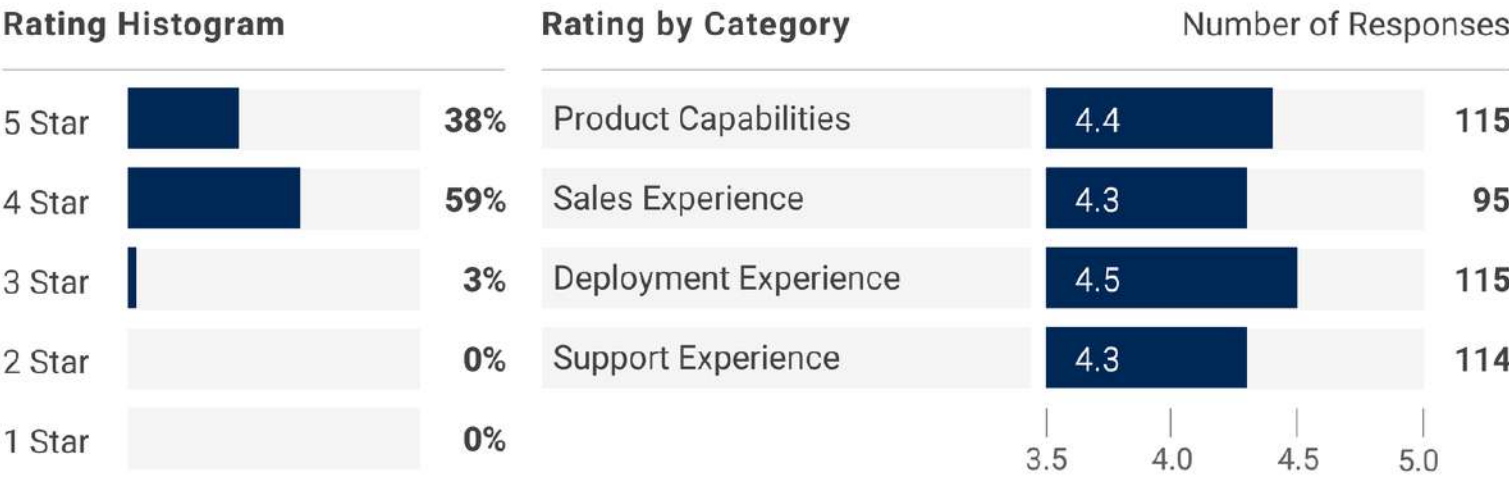 Rating Histogram
5 Star 38%
4 Star 59%
3 Star 3%
2 Star 0%
1 Star 0%
Rating by Category Number of Responses
Product Capabilities 4.4 115
Sales Experience 4.3 95
Deployment Experience 4.5 115
Support Experience 4.3 114
3.5 4.0 4.5 5.0